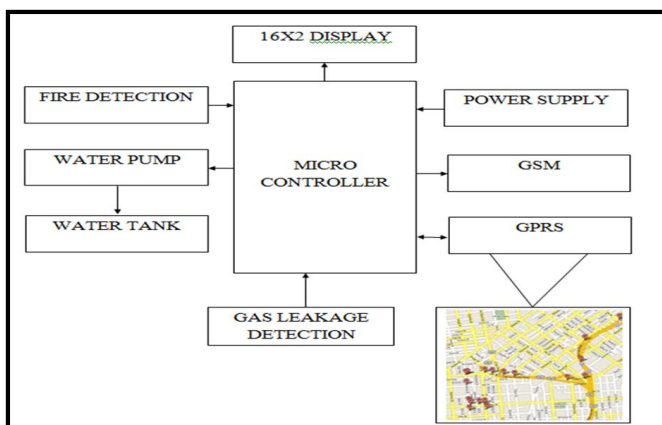 16X2 DISPLAY
FIRE DETECTION
POWER SUPPLY
WATER PUMP
MICRO
CONTROLLER
GSM
WATER TANK
GPRS
GAS LEAKAGE
DETECTION